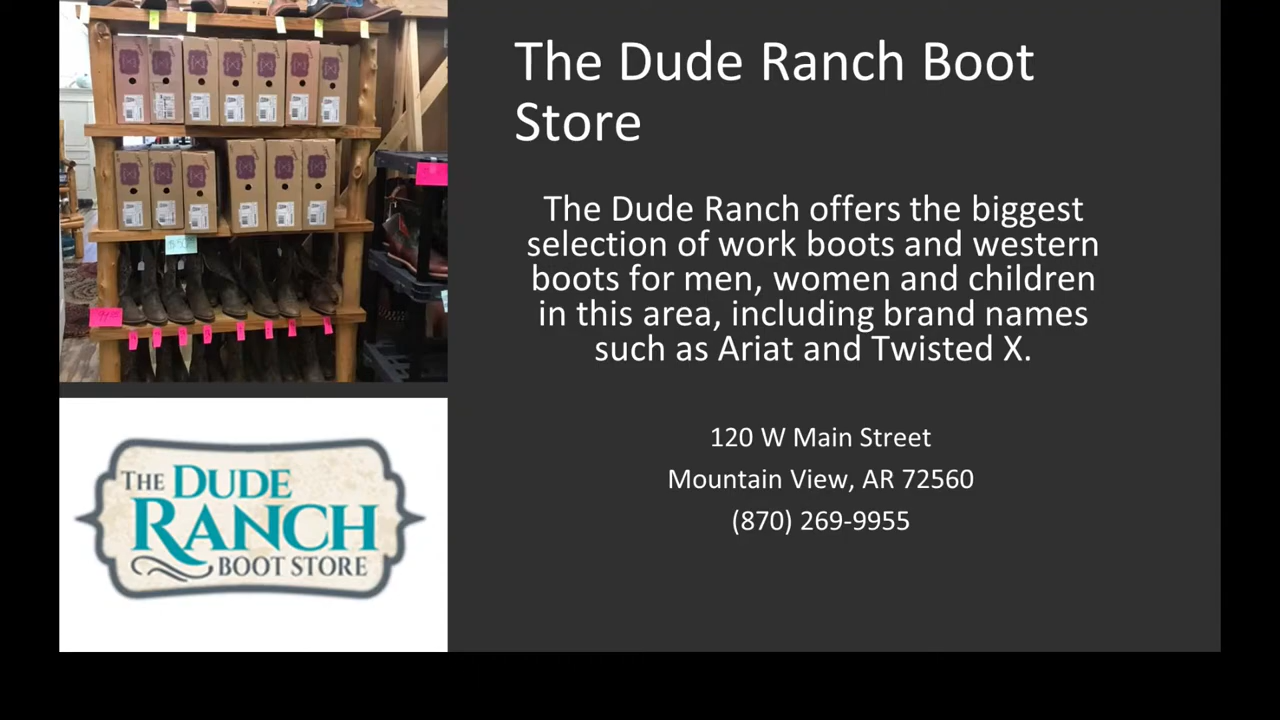 The Dude Ranch Boot
Store
The Dude Ranch offers the biggest
selection of work boots and western
boots for men, women and children
in this area, including brand names
such as Ariat and Twisted X.
120 W Main Street
Mountain View, AR 72560
(870) 269-9955
THE DUDE
RANCH
BOOT STORE